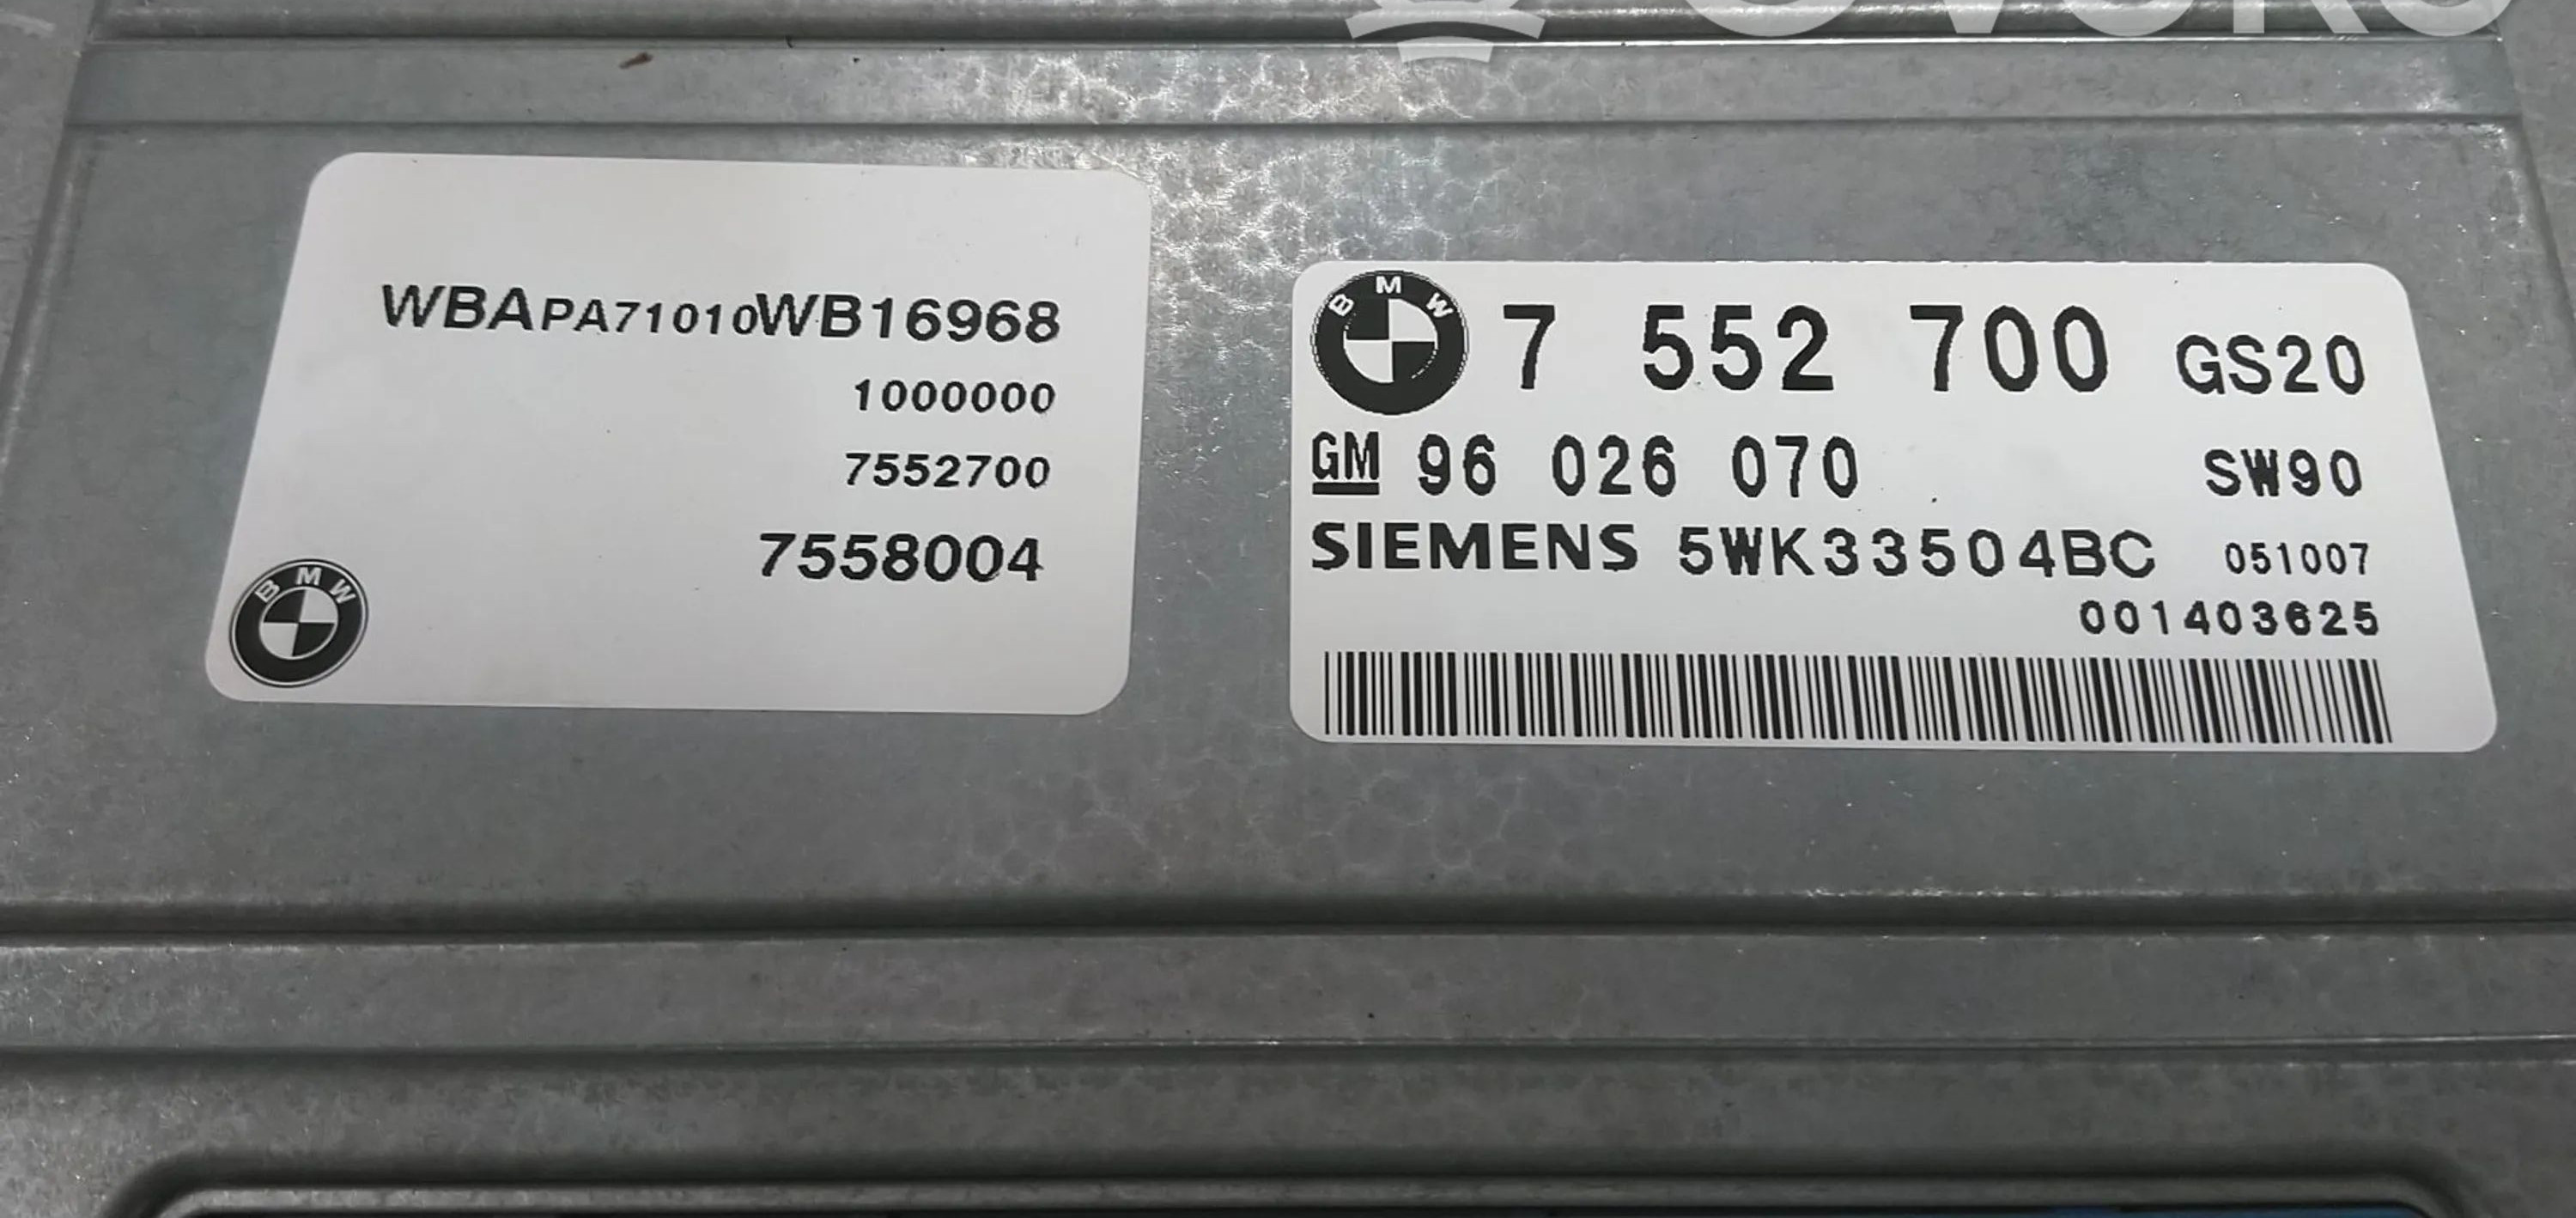 WBAPA71010WB16968
1000000
7552700
7558004
BMW
BMW 7 552 700 GS20
GM 96 026 070 SW90
SIEMENS 5WK33504BC 051007
001403625